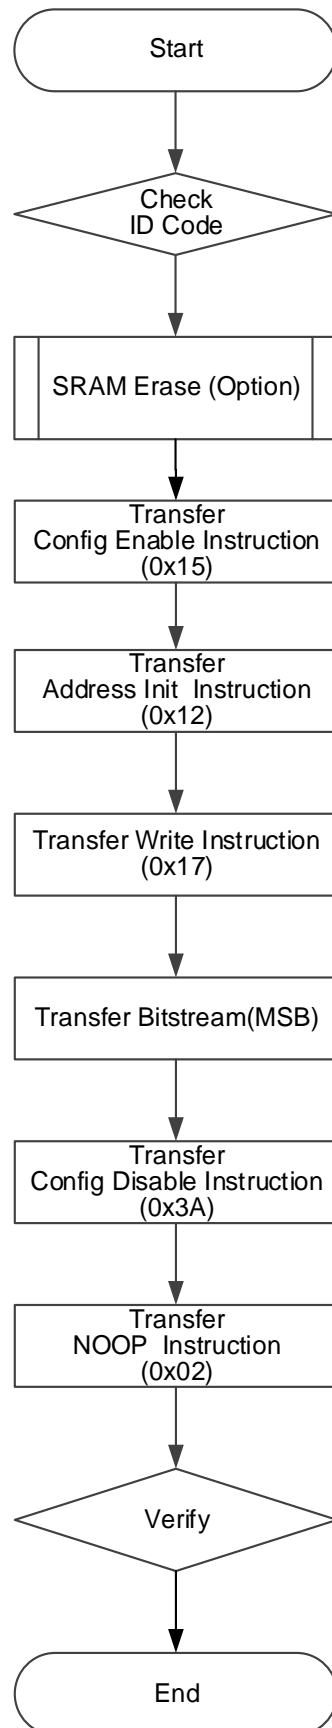 Start
Check
ID Code
SRAM Erase (Option)
Transfer
Config Enable Instruction
(0x15)
Transfer
Address Init  Instruction
(0x12)
Transfer Write Instruction
(0x17)
Transfer Bitstream(MSB)
Transfer
Config Disable Instruction
(0x3A)
Transfer
NOOP  Instruction
(0x02)
Verify
End